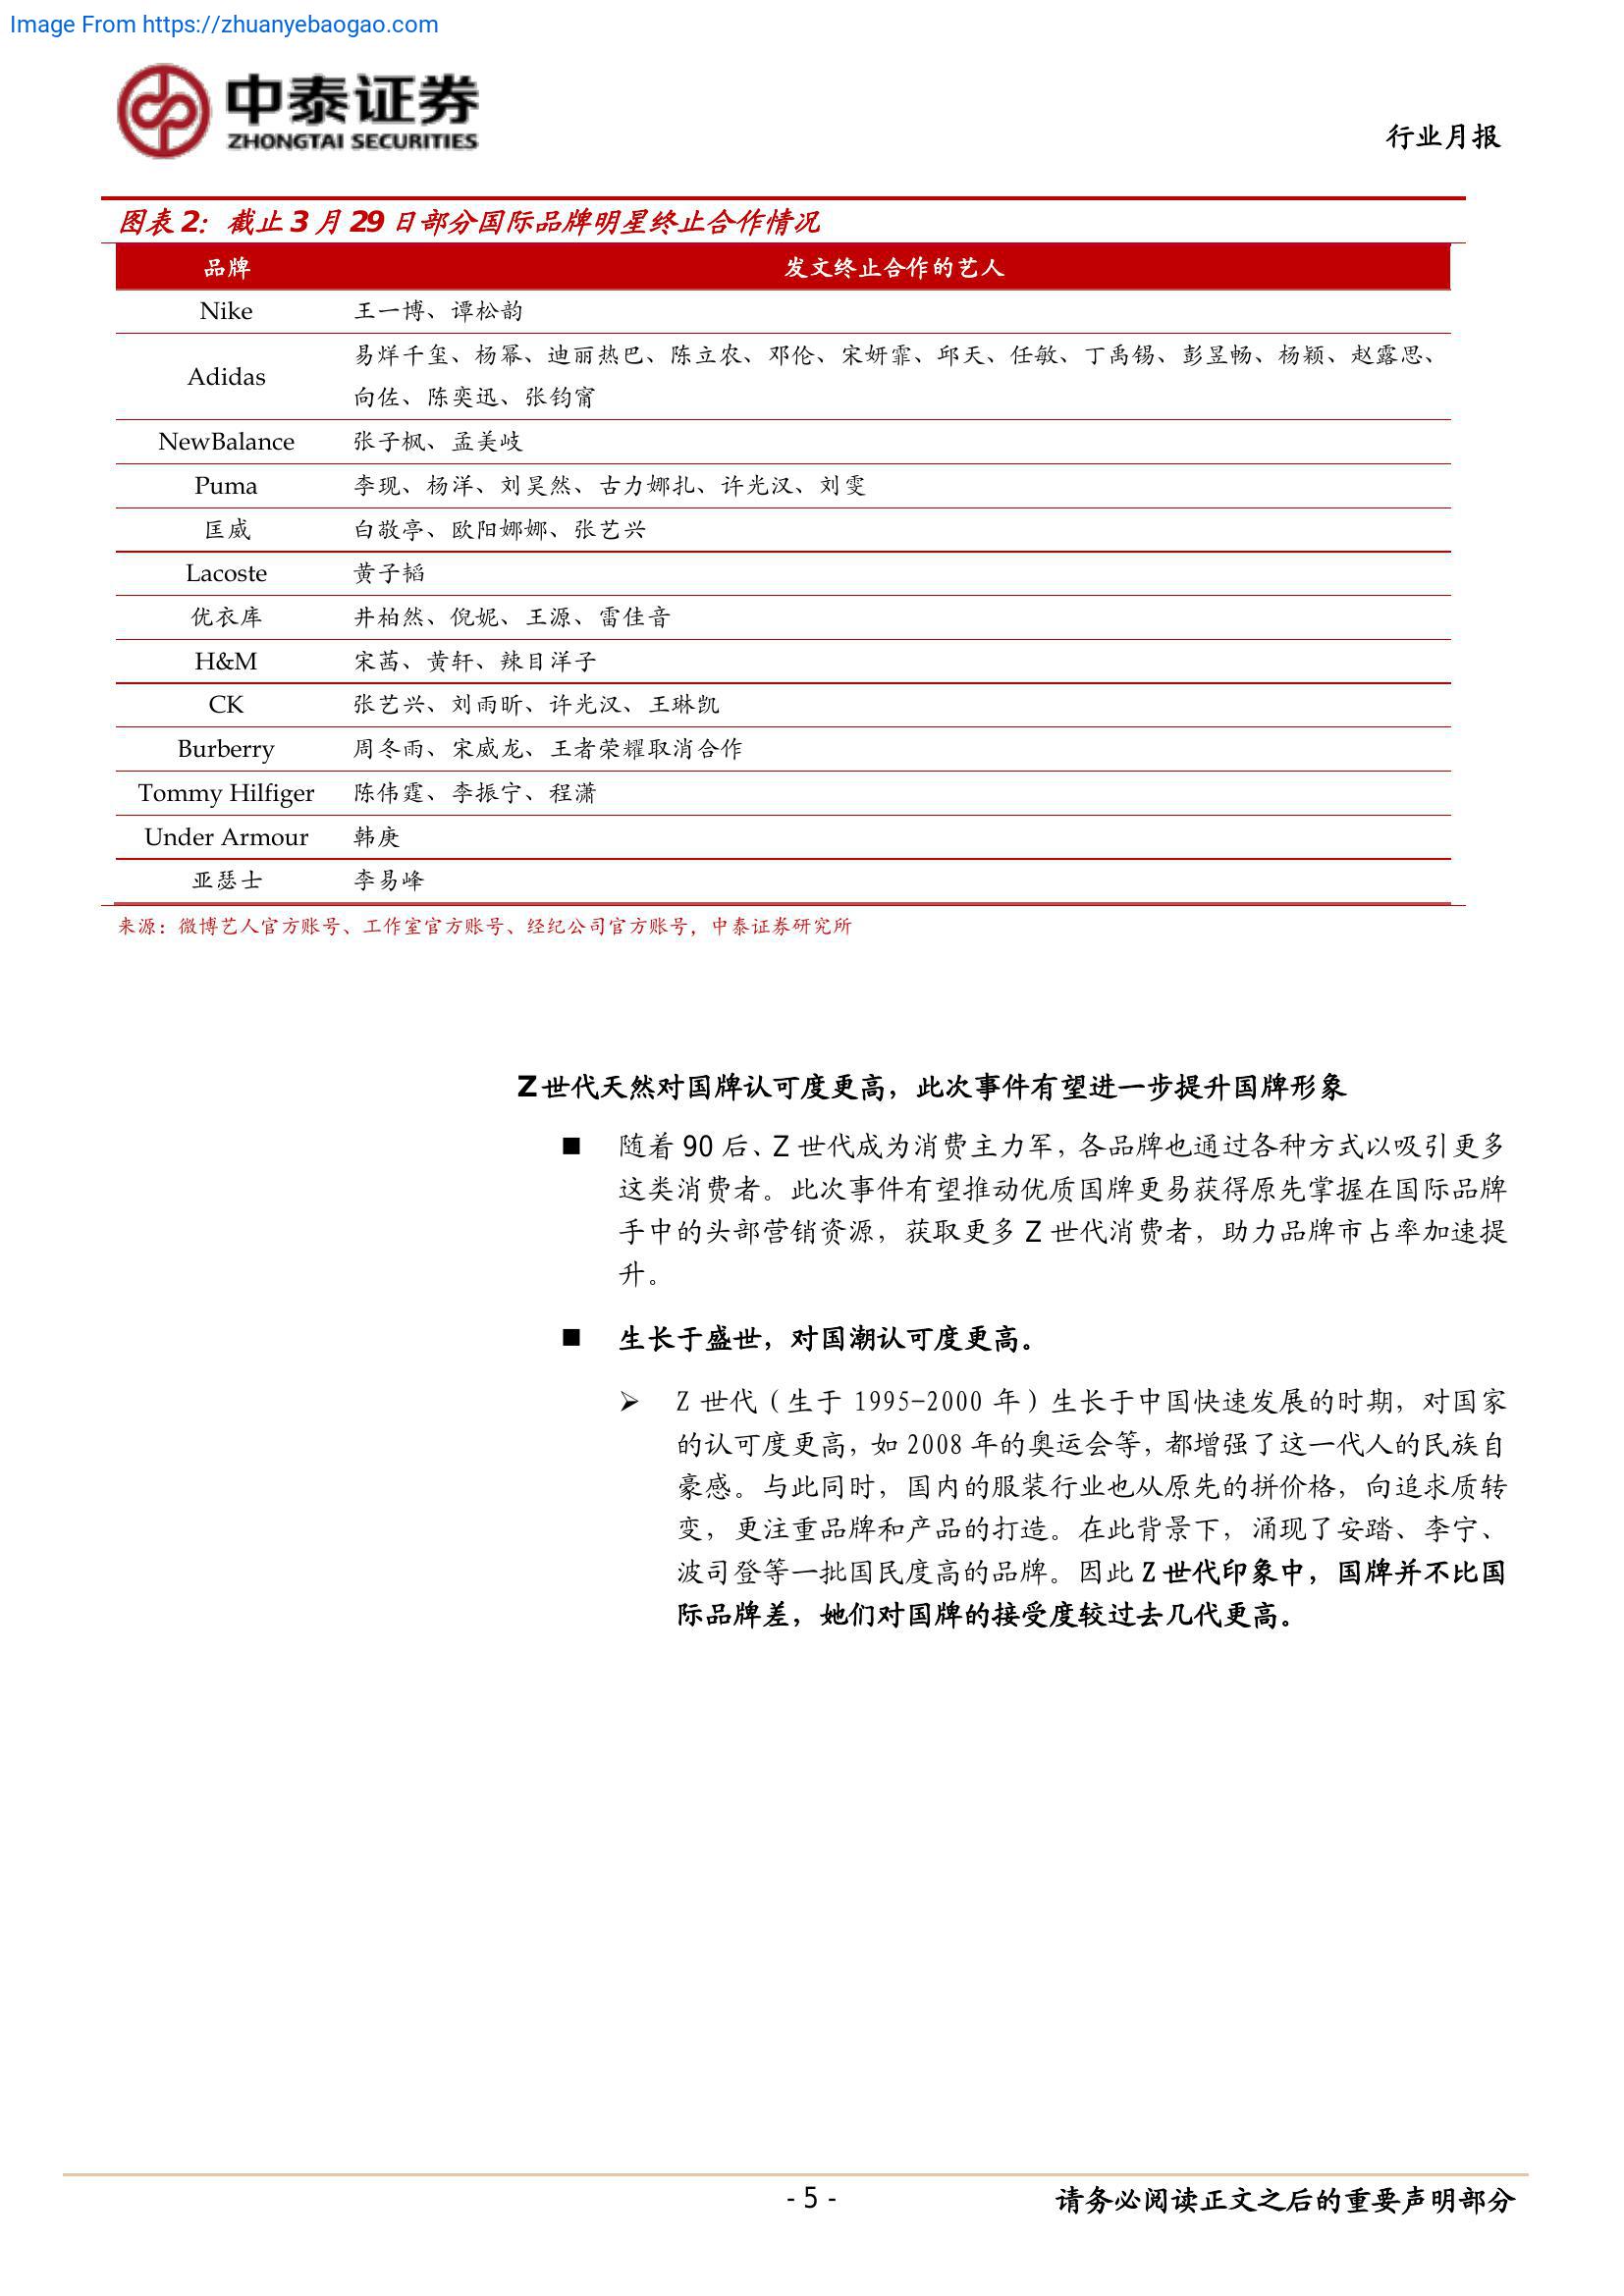 Image From https://zhuanyebaogao.com
中泰证券
ZHONGTAI SECURITIES
行业月报
图表 2：截止 3 月 29 日部分国际品牌明星终止合作情况
品牌 发文终止合作的艺人
Nike 王一博、谭松韵
Adidas 易烊千玺、杨幂、迪丽热巴、陈立农、邓伦、宋妍霏、邱天、任敏、丁禹锡、彭昱畅、杨颖、赵露思、
向佐、陈奕迅、张钧甯
NewBalance 张子枫、孟美岐
Puma 李现、杨洋、刘昊然、古力娜扎、许光汉、刘雯
匡威 白敬亭、欧阳娜娜、张艺兴
Lacoste 黄子韬
优衣库 井柏然、倪妮、王源、雷佳音
H&M 宋茜、黄轩、辣目洋子
CK 张艺兴、刘雨昕、许光汉、王琳凯
Burberry 周冬雨、宋威龙、王者荣耀取消合作
Tommy Hilfiger 陈伟霆、李振宁、程潇
Under Armour 韩庚
亚瑟士 李易峰
来源：微博艺人官方账号、工作室官方账号、经纪公司官方账号，中泰证券研究所
Z 世代天然对国牌认可度更高，此次事件有望进一步提升国牌形象
■ 随着 90 后、Z 世代成为消费主力军，各品牌也通过各种方式以吸引更多
这类消费者。此次事件有望推动优质国牌更易获得原先掌握在国际品牌
手中的头部营销资源，获取更多 Z 世代消费者，助力品牌市占率加速提
升。
■ 生长于盛世，对国潮认可度更高。
➢ Z 世代（生于 1995-2000 年）生长于中国快速发展的时期，对国家
的认可度更高，如 2008 年的奥运会等，都增强了这一代人的民族自
豪感。与此同时，国内的服装行业也从原先的拼价格，向追求质转
变，更注重品牌和产品的打造。在此背景下，涌现了安踏、李宁、
波司登等一批国民度高的品牌。因此 Z 世代印象中，国牌并不比国
际品牌差，她们对国牌的接受度较过去几代更高。
- 5 -
请务必阅读正文之后的重要声明部分